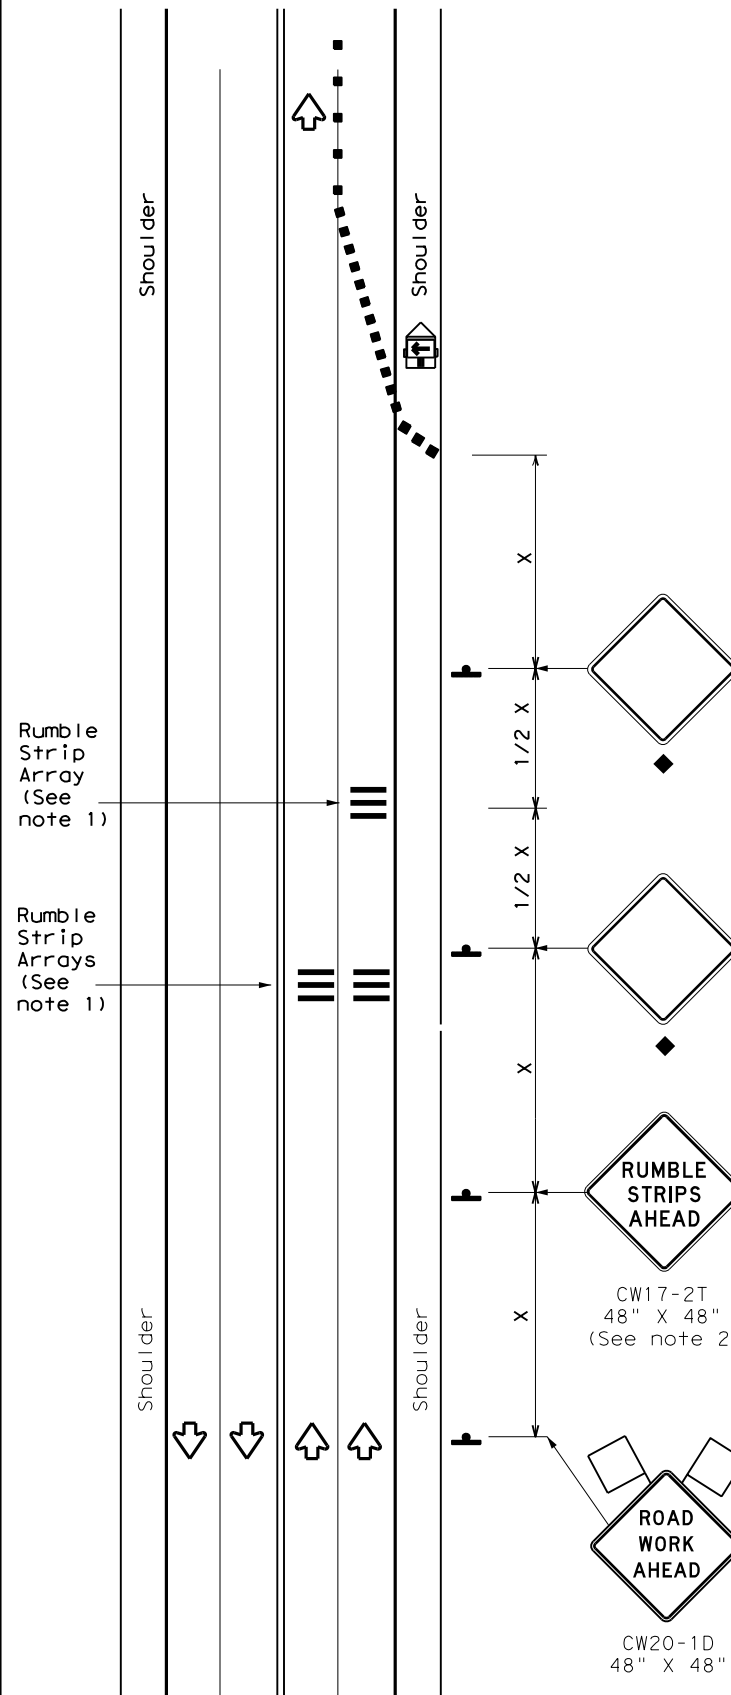 Shoulder
Shoulder
X
1/2 X
Rumble
Strip
Array
(See
note 1)
1/2 X
Rumble
Strip
Arrays
(See
note 1)
X
RUMBLE
STRIPS
AHEAD
CW17-2T
48" X 48"
(See note 2
X
Shoulder
Shoulder
ROAD
WORK
AHEAD
CW20-1D
48" X 48"